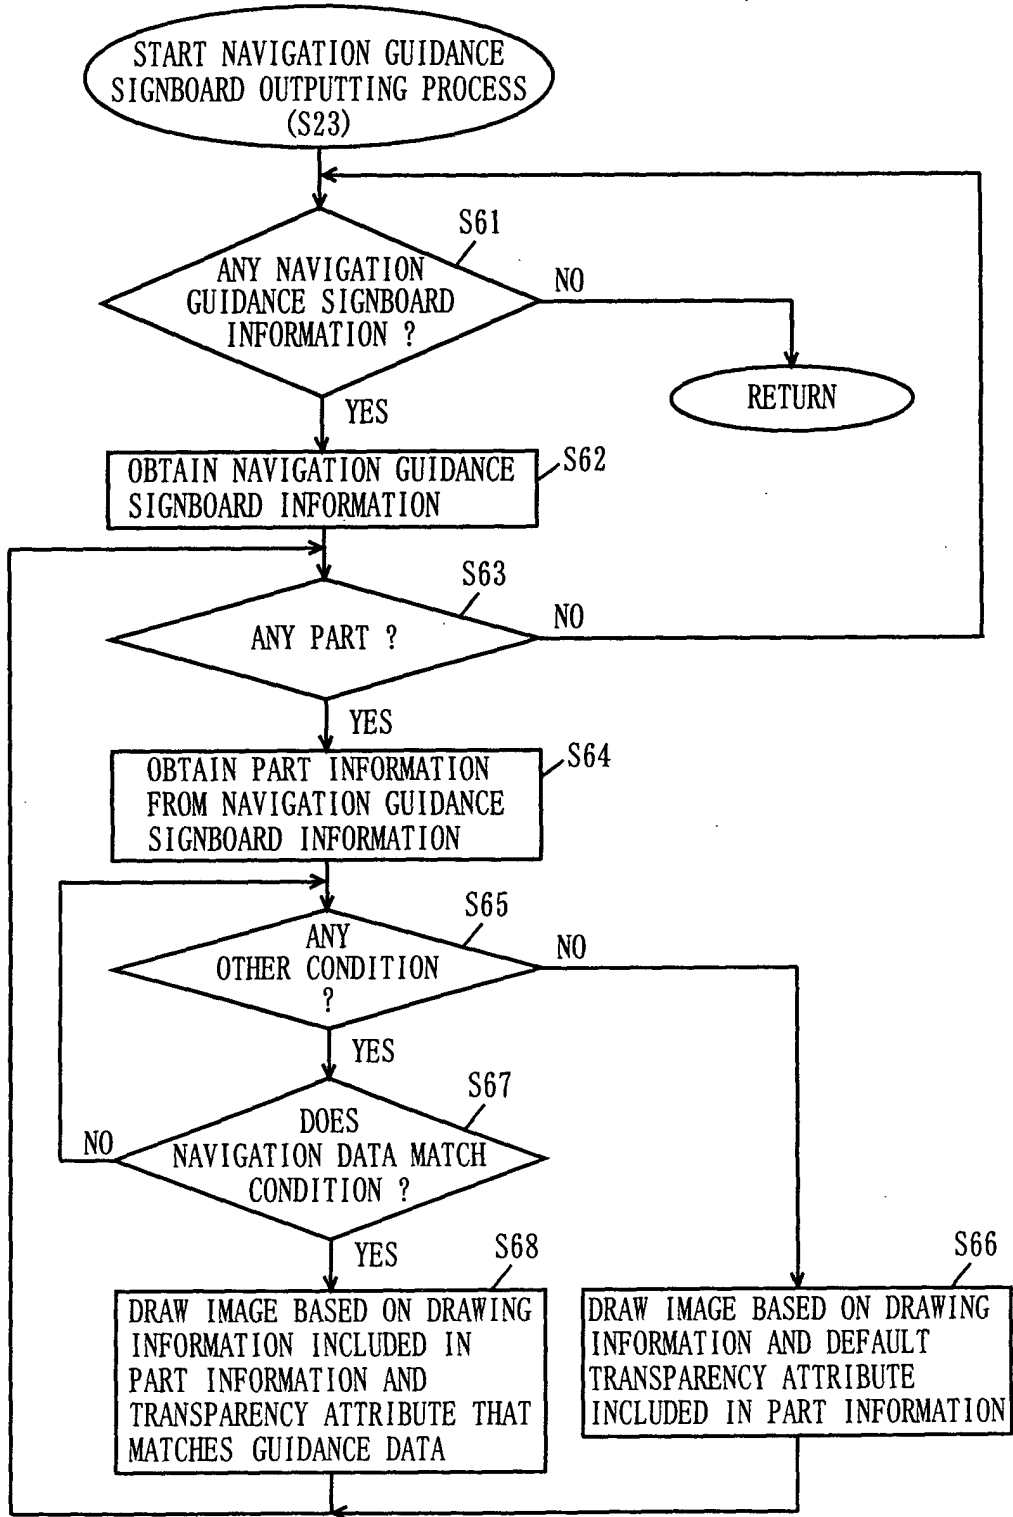 START NAVIGATION GUIDANCE
SIGNBOARD OUTPUTTING PROCESS
(S23)
S61
ANY NAVIGATION
GUIDANCE SIGNBOARD
INFORMATION ?
NO
RETURN
YES
S62
OBTAIN NAVIGATION GUIDANCE
SIGNBOARD INFORMATION
S63
ANY PART ?
NO
YES
S64
OBTAIN PART INFORMATION
FROM NAVIGATION GUIDANCE
SIGNBOARD INFORMATION
S65
ANY
OTHER CONDITION
?
NO
YES
S67
DOES
NAVIGATION DATA MATCH
CONDITION ?
NO
YES
S68
DRAW IMAGE BASED ON DRAWING
INFORMATION INCLUDED IN
PART INFORMATION AND
TRANSPARENCY ATTRIBUTE THAT
MATCHES GUIDANCE DATA
S66
DRAW IMAGE BASED ON DRAWING
INFORMATION AND DEFAULT
TRANSPARENCY ATTRIBUTE
INCLUDED IN PART INFORMATION